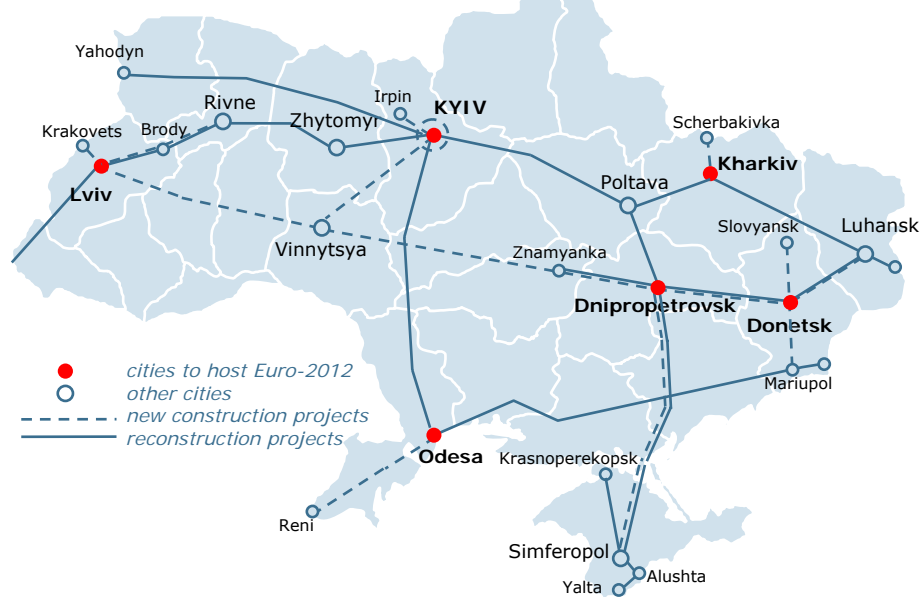 Yahodyn
Irpin
KYIV
Rivne
Zhytomyr
Krakovets
Brody
Scherbakivka
Kharkiv
Lviv
Poltava
Slovyansk
Luhansk
Vinnytsya
Znamyanka
Dnipropetrovsk
Donetsk
cities to host Euro-2012
other cities
new construction projects
reconstruction projects
Mariupol
Odesa
Krasnoperekopsk
Reni
Simferopol
Alushta
Yalta